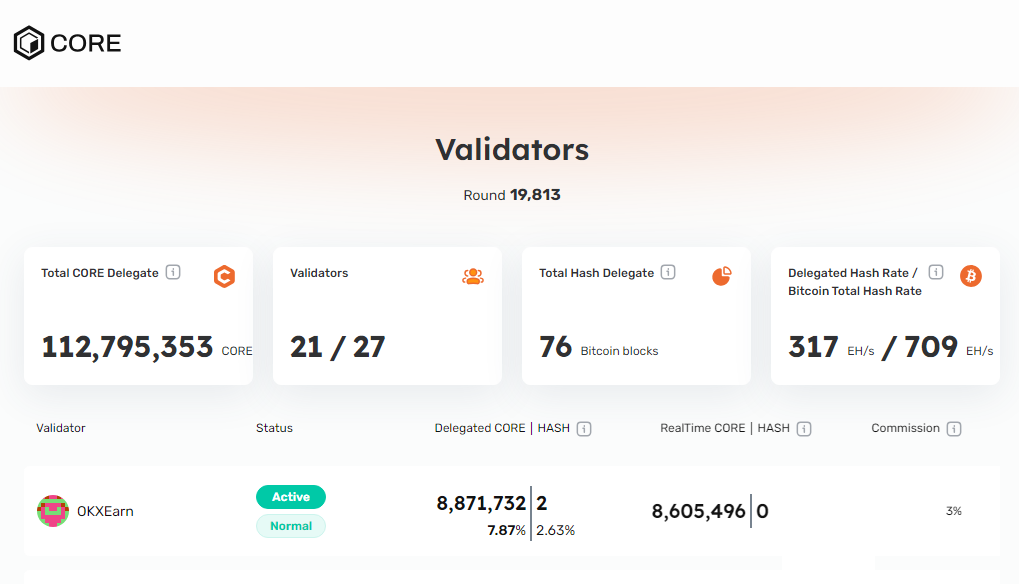 CORE
Validators
Round 19,813
Total CORE Delegate
112,795,353 CORE
Validators
21 / 27
Total Hash Delegate
76 Bitcoin blocks
Delegated Hash Rate /
Bitcoin Total Hash Rate
317 EH/s / 709 EH/s
Validator Status Delegated CORE | HASH RealTime CORE | HASH Commission
OKXEarn
Active
Normal
8,871,732 2
7.87% 2.63%
8,605,496 0
3%